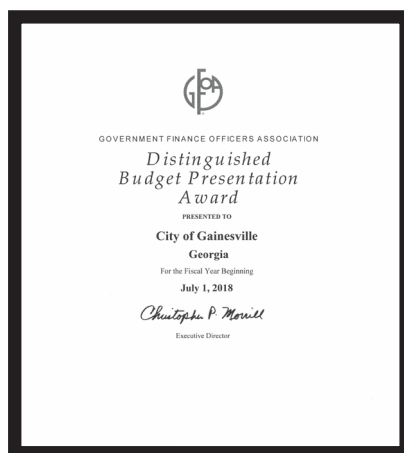 GFOA
GOVERNMENT FINANCE OFFICERS ASSOCIATION
Distinguished
Budget Presentation
Award
PRESENTED TO
City of Gainesville
Georgia
For the Fiscal Year Beginning
July 1, 2018
Christopher P. Morrill
Executive Director